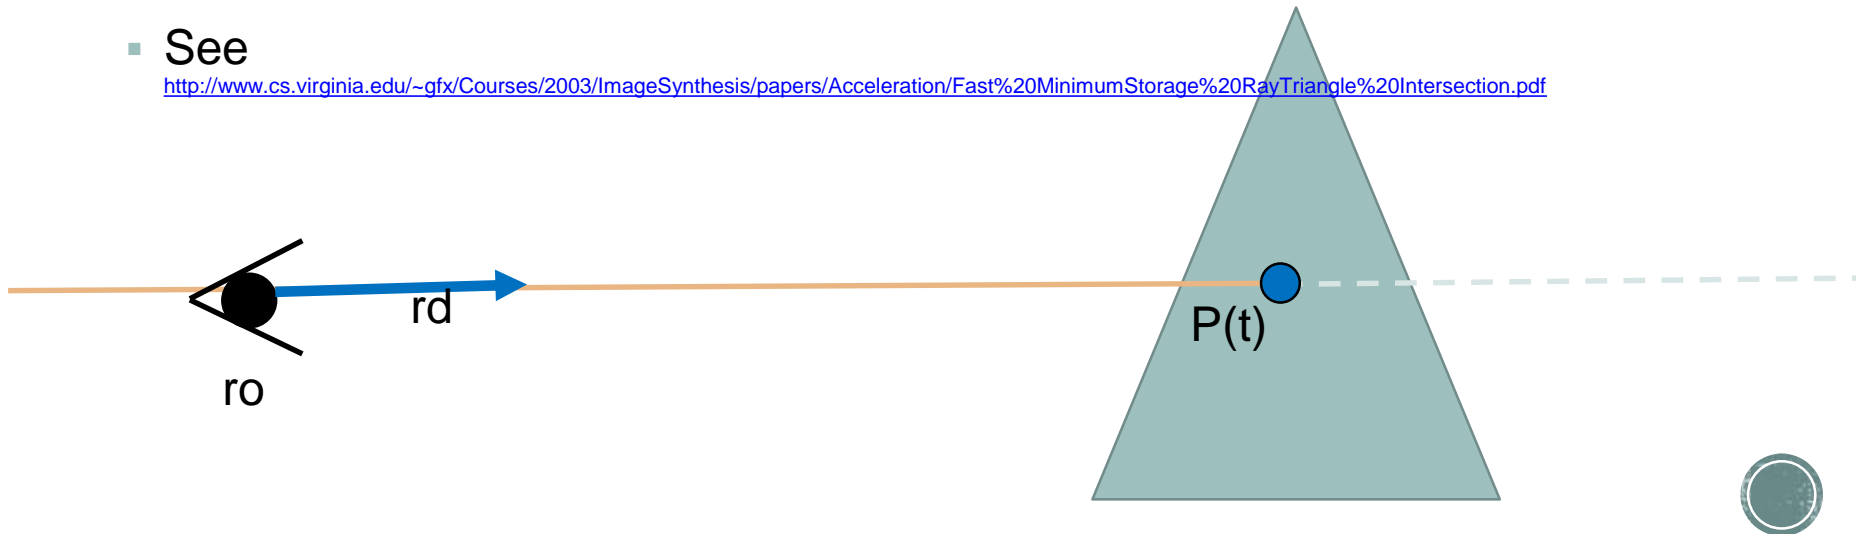 See
http://www.cs.virginia.edu/~gfx/Courses/2003/ImageSynthesis/papers/Acceleration/Fast%20MinimumStorage%20RayTriangle%20Intersection.pdf
rd
P(t)
ro